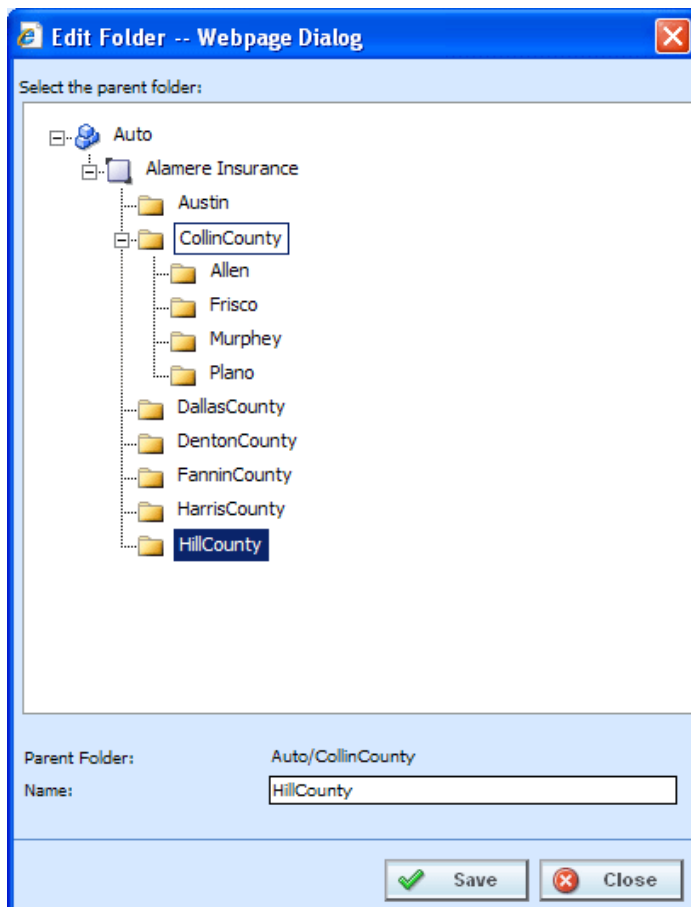 Edit Folder -- Webpage Dialog
Select the parent folder:
Auto
Alamere Insurance
Austin
CollinCounty
Allen
Frisco
Murphey
Plano
DallasCounty
DentonCounty
FanninCounty
HarrisCounty
HillCounty
Parent Folder: Auto/CollinCounty
Name: HillCounty
Save Close